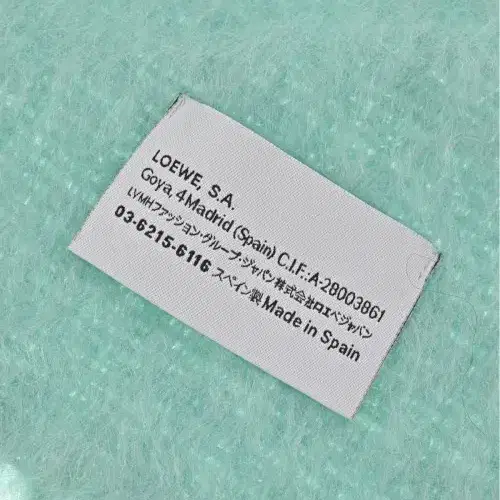 LOEWE, S.A.
Goya, 4 Madrid (Spain) C.I.F.: A-28003861
LVMHファッション・グループ・ジャパン株式会社ロエベジャパン
03-6215-6116 スペイン製 Made in Spain